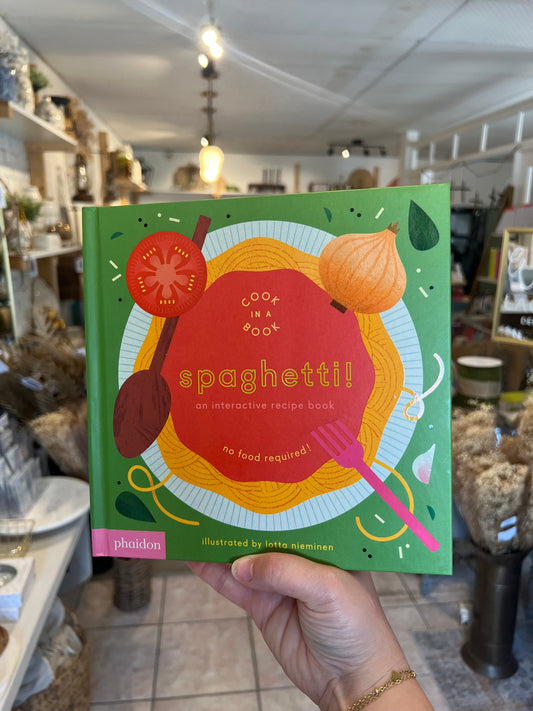 COOK
IN A
BOOK
spaghetti!
an interactive recipe book
no food required!
illustrated by lotta nieminen
phaidon